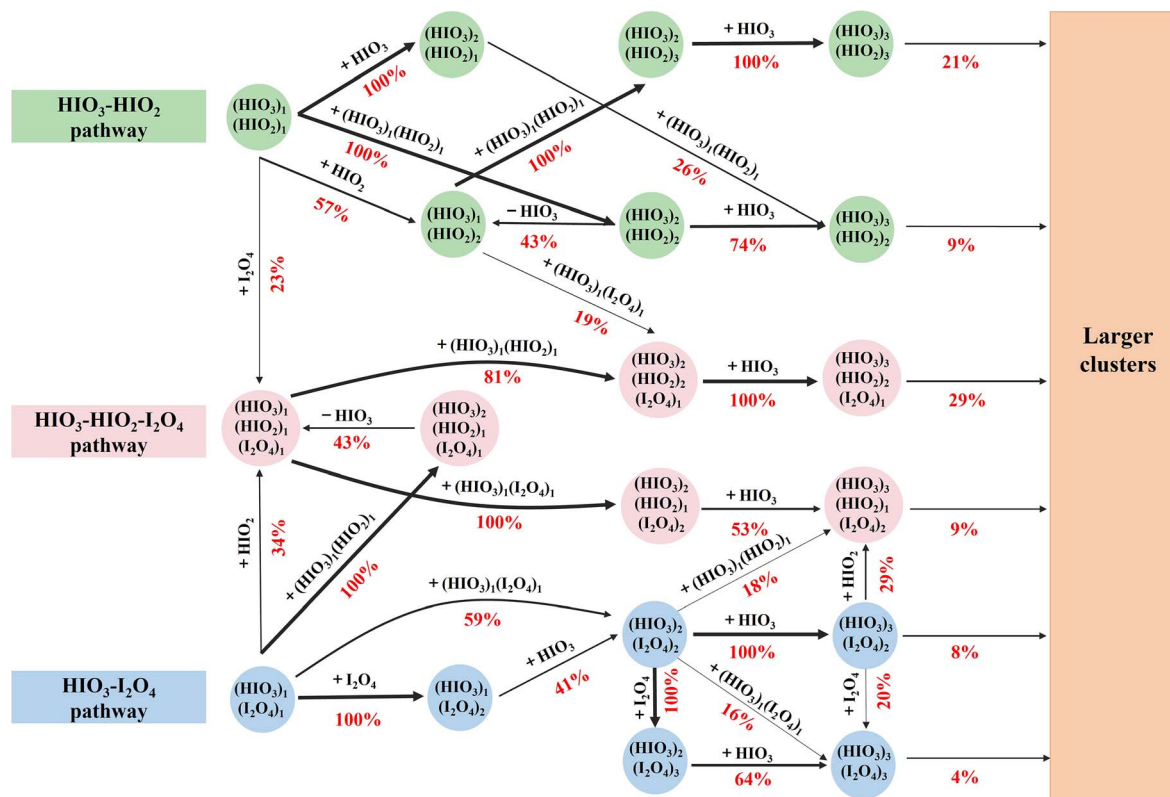 (HIO₃)₂
(HIO₂)₁
(HIO₃)₂
(HIO₂)₃
+ HIO₃
100%
(HIO₃)₃
(HIO₂)₃
21%
+ HIO₃
100%
HIO₃-HIO₂
pathway
(HIO₃)₁
(HIO₂)₁
+ (HIO₃)₁(HIO₂)₁
100%
+ (HIO₃)₁(HIO₂)₁
100%
+ (HIO₃)₁(HIO₂)₁
26%
+ HIO₂
57%
(HIO₃)₁
(HIO₂)₂
− HIO₃
43%
(HIO₃)₂
(HIO₂)₂
+ HIO₃
74%
(HIO₃)₃
(HIO₂)₂
9%
+ I₂O₄
23%
+ (HIO₃)₁(I₂O₄)₁
19%
Larger
clusters
+ (HIO₃)₁(HIO₂)₁
81%
(HIO₃)₂
(HIO₂)₂
(I₂O₄)₁
+ HIO₃
100%
(HIO₃)₃
(HIO₂)₂
(I₂O₄)₁
29%
HIO₃-HIO₂-I₂O₄
pathway
(HIO₃)₁
(HIO₂)₁
(I₂O₄)₁
− HIO₃
43%
(HIO₃)₂
(HIO₂)₁
(I₂O₄)₁
+ (HIO₃)₁(I₂O₄)₁
100%
(HIO₃)₂
(HIO₂)₁
(I₂O₄)₂
+ HIO₃
53%
(HIO₃)₃
(HIO₂)₁
(I₂O₄)₂
9%
+ HIO₂
34%
+ (HIO₃)₁(HIO₂)₁
100%
+ (HIO₃)₁(HIO₂)₁
18%
+ HIO₂
29%
+ (HIO₃)₁(I₂O₄)₁
59%
(HIO₃)₂
(I₂O₄)₂
+ HIO₃
100%
(HIO₃)₃
(I₂O₄)₂
8%
HIO₃-I₂O₄
pathway
(HIO₃)₁
(I₂O₄)₁
+ I₂O₄
100%
(HIO₃)₁
(I₂O₄)₂
+ HIO₃
41%
+ I₂O₄
100%
+ (HIO₃)₁(I₂O₄)₁
16%
+ I₂O₄
20%
(HIO₃)₂
(I₂O₄)₃
+ HIO₃
64%
(HIO₃)₃
(I₂O₄)₃
4%